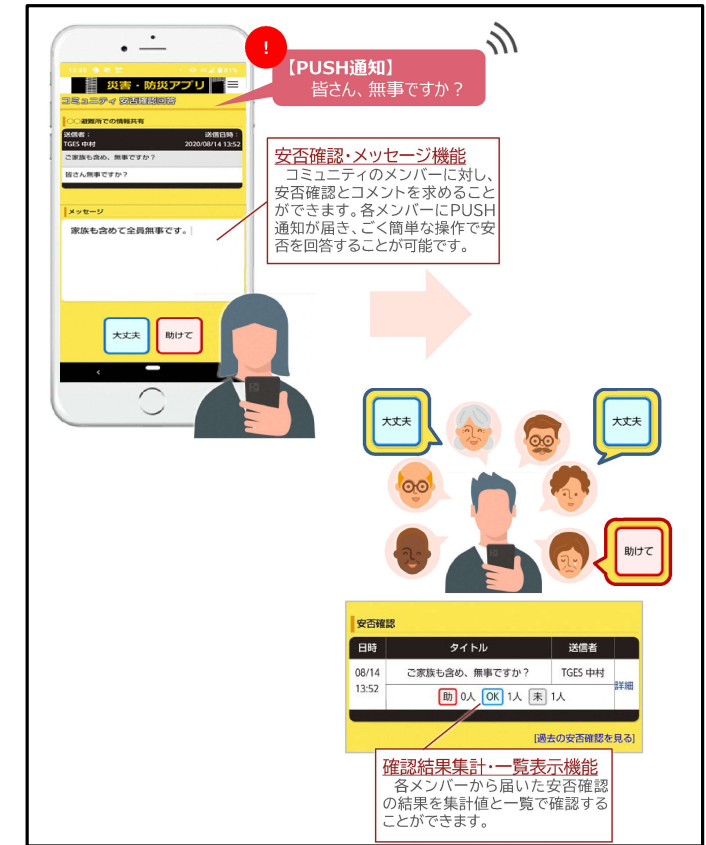 !
【PUSH通知】
皆さん、無事ですか?
災害・防災アプリ
コミュニティ 安否確認回答
○○避難所での情報共有
送信者: 送信日時:
TGES 中村 2020/08/14 13:52
ご家族も含め、無事ですか?
皆さん無事ですか?
メッセージ
家族も含めて全員無事です。
大丈夫 助けて
安否確認・メッセージ機能
コミュニティのメンバーに対し、
安否確認とコメントを求めること
ができます。各メンバーにPUSH
通知が届き、ごく簡単な操作で安
否を回答することが可能です。
大丈夫
大丈夫
助けて
安否確認
日時 タイトル 送信者
08/14 ご家族も含め、無事ですか? TGES 中村
13:52 助 0人 OK 1人 未 1人 詳細
[過去の安否確認を見る]
確認結果集計・一覧表示機能
各メンバーから届いた安否確認
の結果を集計値と一覧で確認する
ことができます。